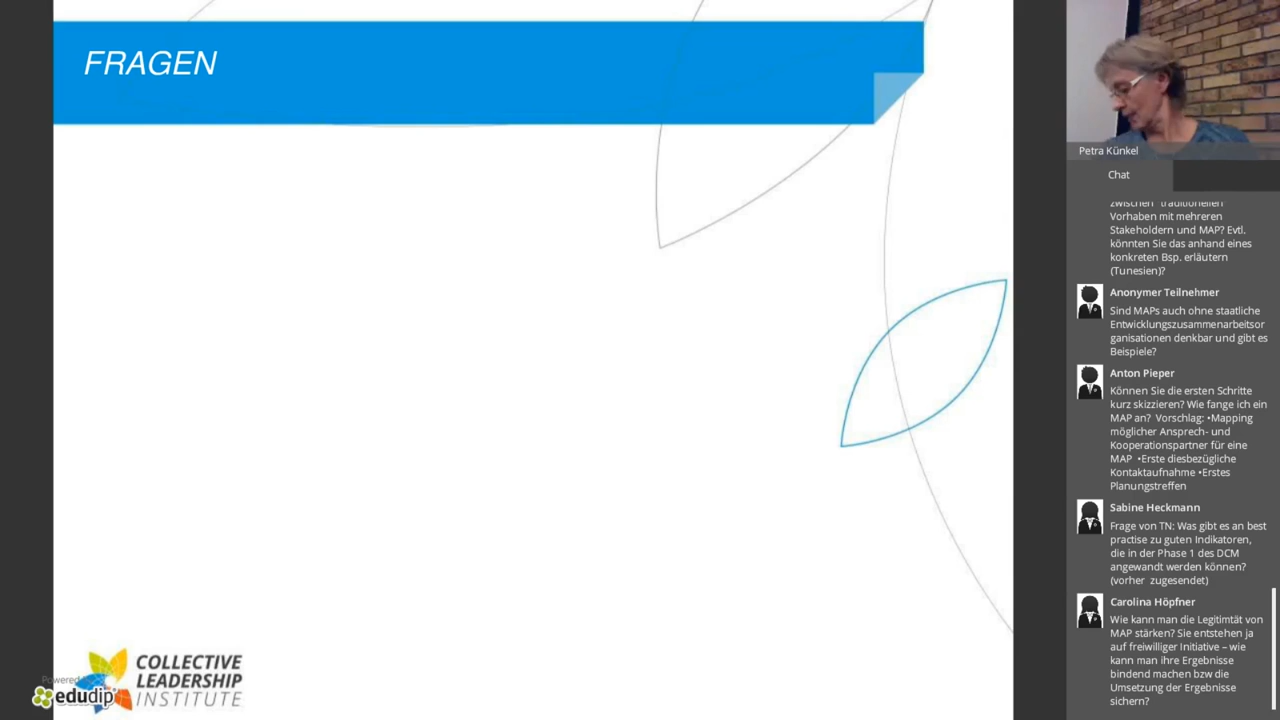 FRAGEN
Petra Künkel
Chat
zwischen "traditionellen"
Vorhaben mit mehreren
Stakeholdern und MAP? Evtl.
könnten Sie das anhand eines
konkreten Bsp. erläutern
(Tunesien)?
Anonymer Teilnehmer
Sind MAPs auch ohne staatliche
Entwicklungszusammenarbeitsor
ganisationen denkbar und gibt es
Beispiele?
Anton Pieper
Können Sie die ersten Schritte
kurz skizzieren? Wie fange ich ein
MAP an? Vorschlag: •Mapping
möglicher Ansprech- und
Kooperationspartner für eine
MAP •Erste diesbezügliche
Kontaktaufnahme •Erstes
Planungstreffen
Sabine Heckmann
Frage von TN: Was gibt es an best
practise zu guten Indikatoren,
die in der Phase 1 des DCM
angewandt werden können?
(vorher zugesendet)
Carolina Höpfner
Wie kann man die Legitimtät von
MAP stärken? Sie entstehen ja
auf freiwilliger Initiative – wie
kann man ihre Ergebnisse
bindend machen bzw die
Umsetzung der Ergebnisse
sichern?
COLLECTIVE
LEADERSHIP
INSTITUTE
Powered
edudip